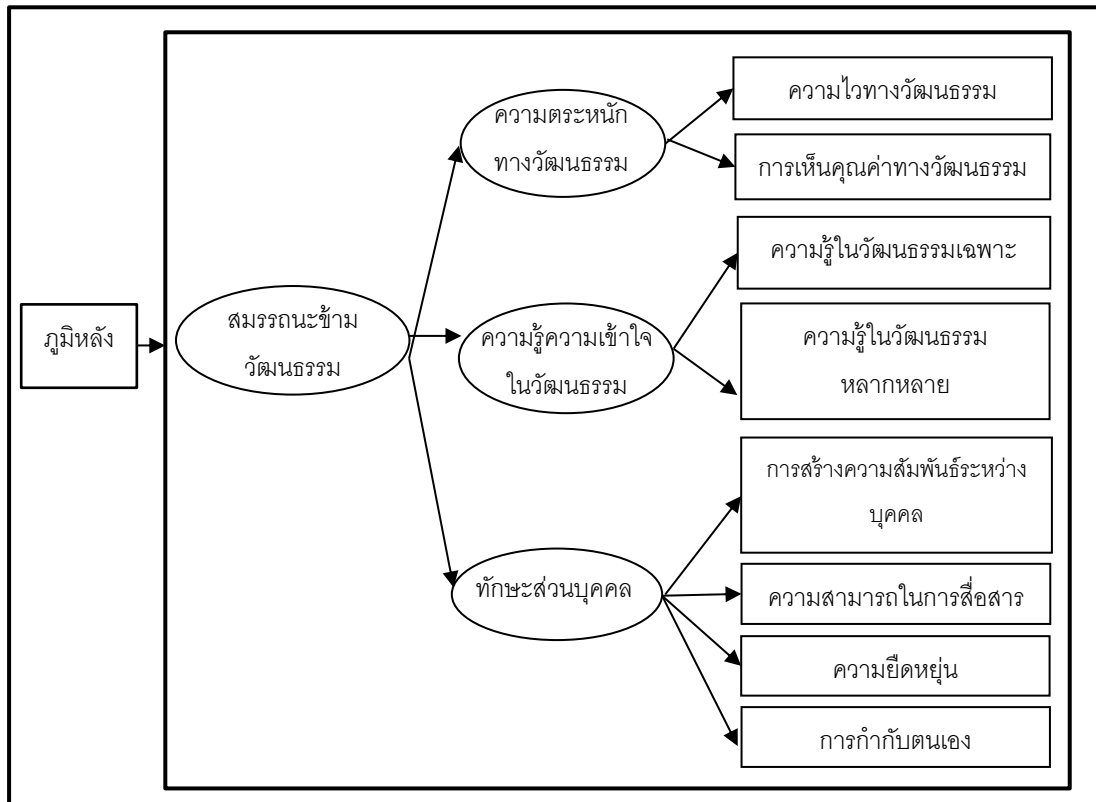 ภูมิหลัง
สมรรถนะข้าม
วัฒนธรรม
ความตระหนัก
ทางวัฒนธรรม
ความไวทางวัฒนธรรม
การเห็นคุณค่าทางวัฒนธรรม
ความรู้ความเข้าใจ
ในวัฒนธรรม
ความรู้ในวัฒนธรรมเฉพาะ
ความรู้ในวัฒนธรรม
หลากหลาย
ทักษะส่วนบุคคล
การสร้างความสัมพันธ์ระหว่าง
บุคคล
ความสามารถในการสื่อสาร
ความยืดหยุ่น
การกำกับตนเอง